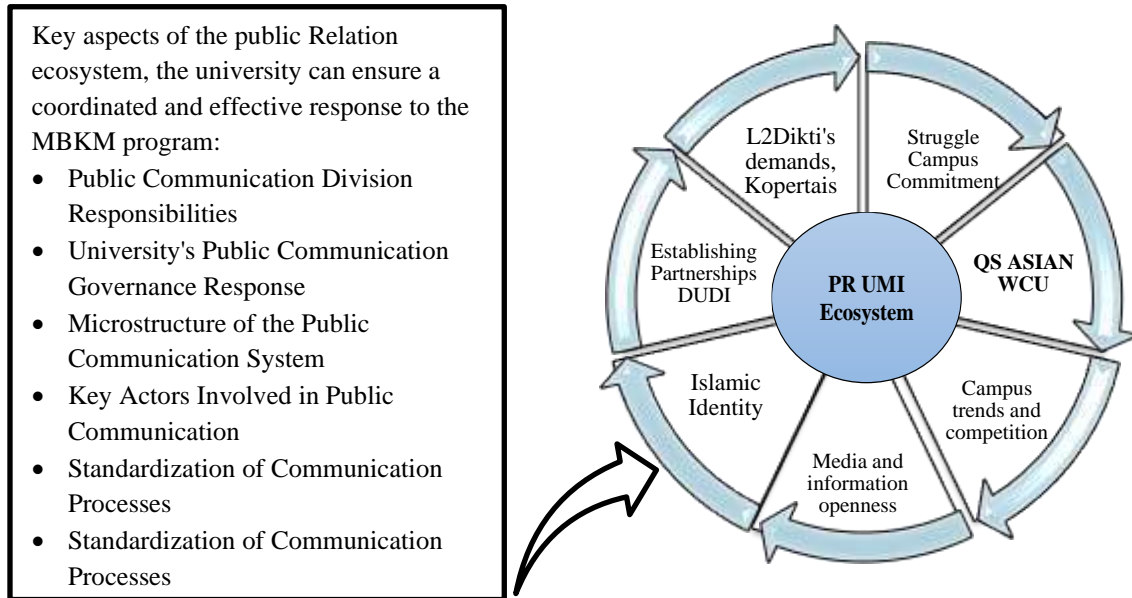 Key aspects of the public Relation
ecosystem, the university can ensure a
coordinated and effective response to the
MBKM program:
• Public Communication Division
Responsibilities
• University's Public Communication
Governance Response
• Microstructure of the Public
Communication System
• Key Actors Involved in Public
Communication
• Standardization of Communication
Processes
• Standardization of Communication
Processes
L2Dikti's
demands,
Kopertais
Struggle
Campus
Commitment
QS ASIAN
WCU
Campus
trends and
competition
Media and
information
openness
Islamic
Identity
Establishing
Partnerships
DUDI
PR UMI
Ecosystem